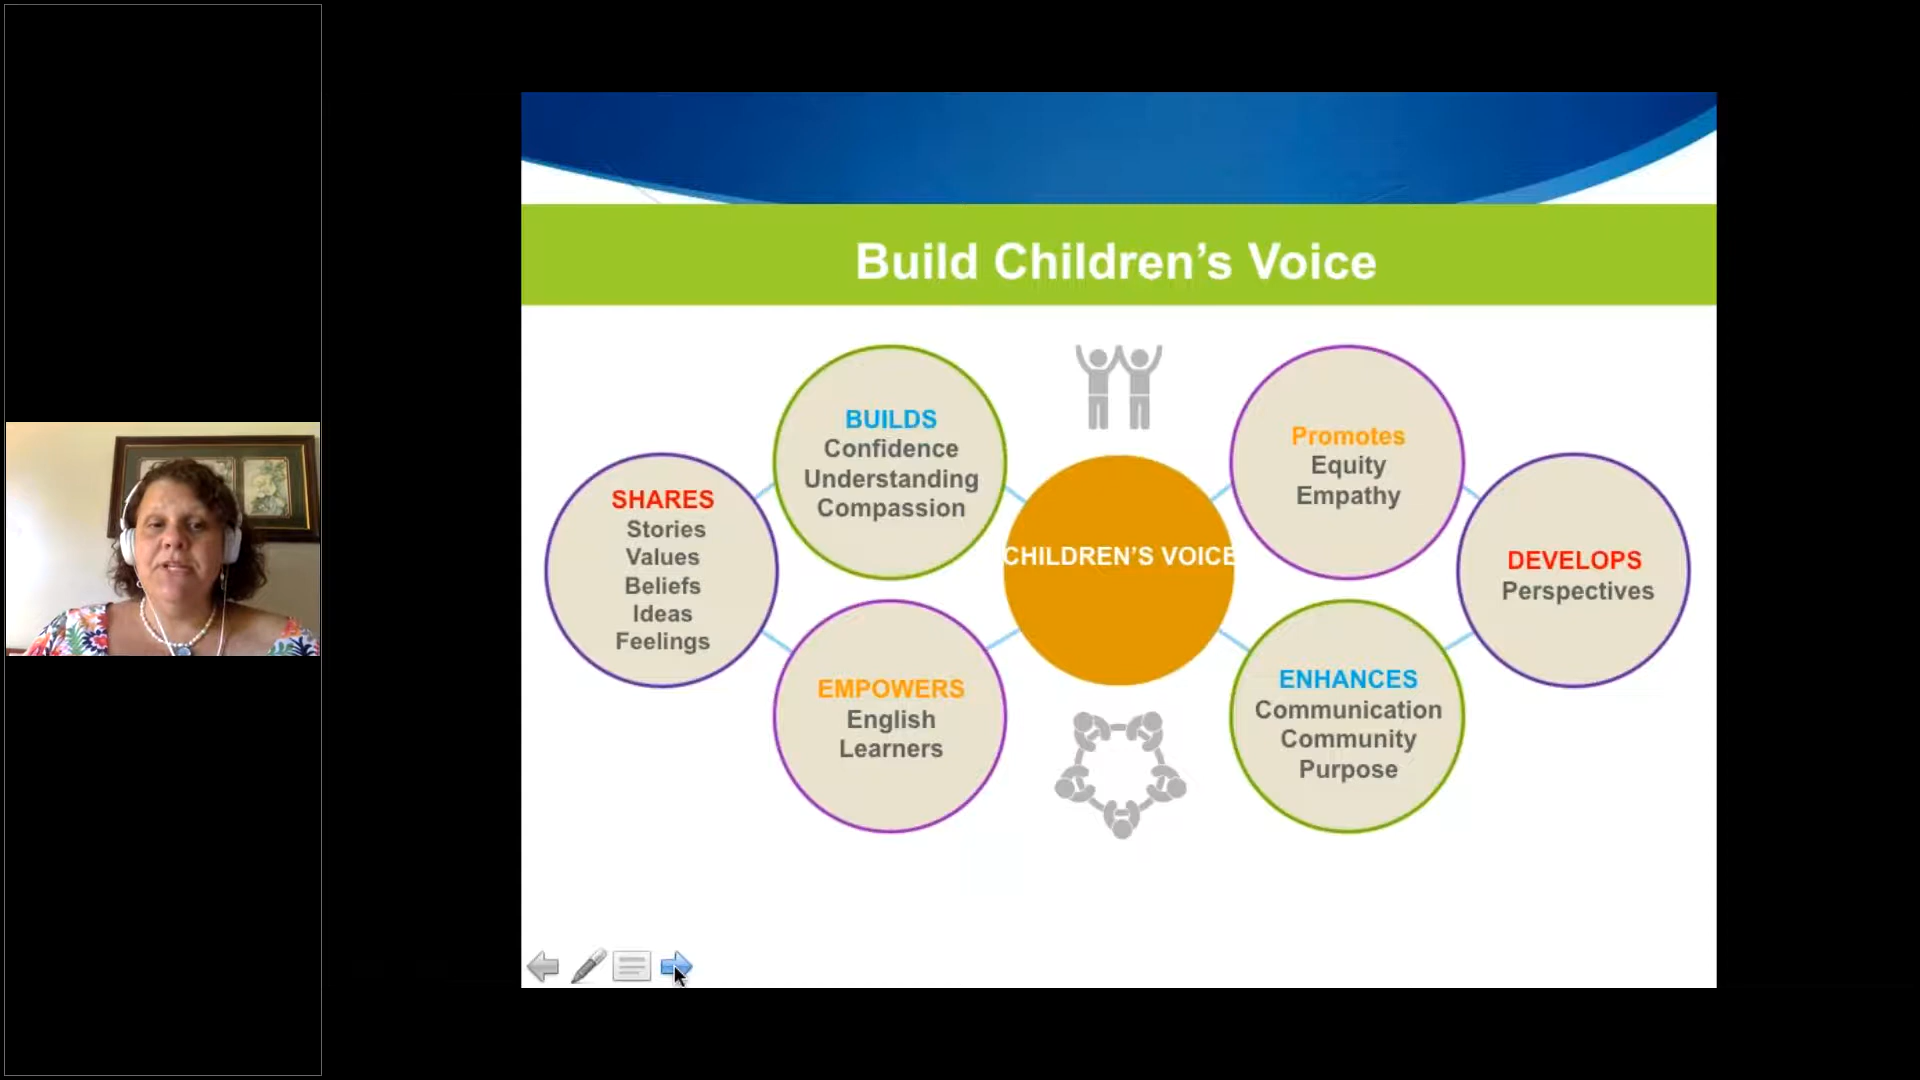 Build Children’s Voice
SHARES
Stories
Values
Beliefs
Ideas
Feelings
BUILDS
Confidence
Understanding
Compassion
EMPOWERS
English
Learners
CHILDREN’S VOICE
Promotes
Equity
Empathy
ENHANCES
Communication
Community
Purpose
DEVELOPS
Perspectives